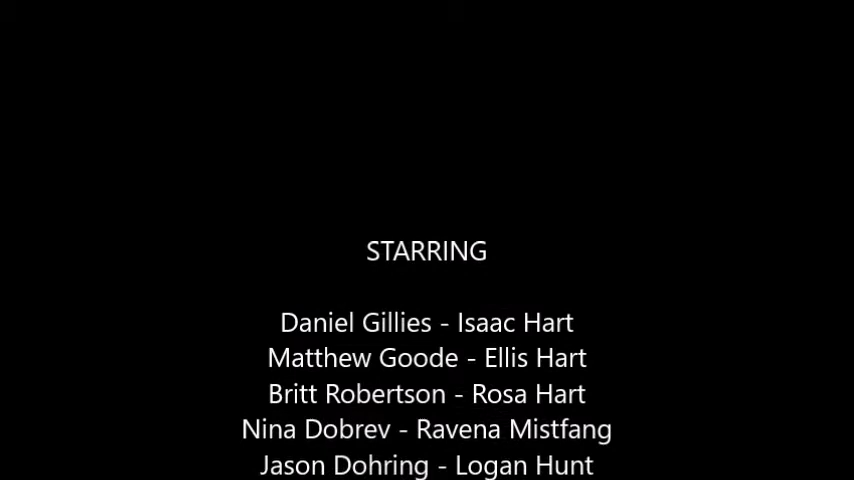 STARRING
Daniel Gillies - Isaac Hart
Matthew Goode - Ellis Hart
Britt Robertson - Rosa Hart
Nina Dobrev - Ravena Mistfang
Jason Dohring - Logan Hunt